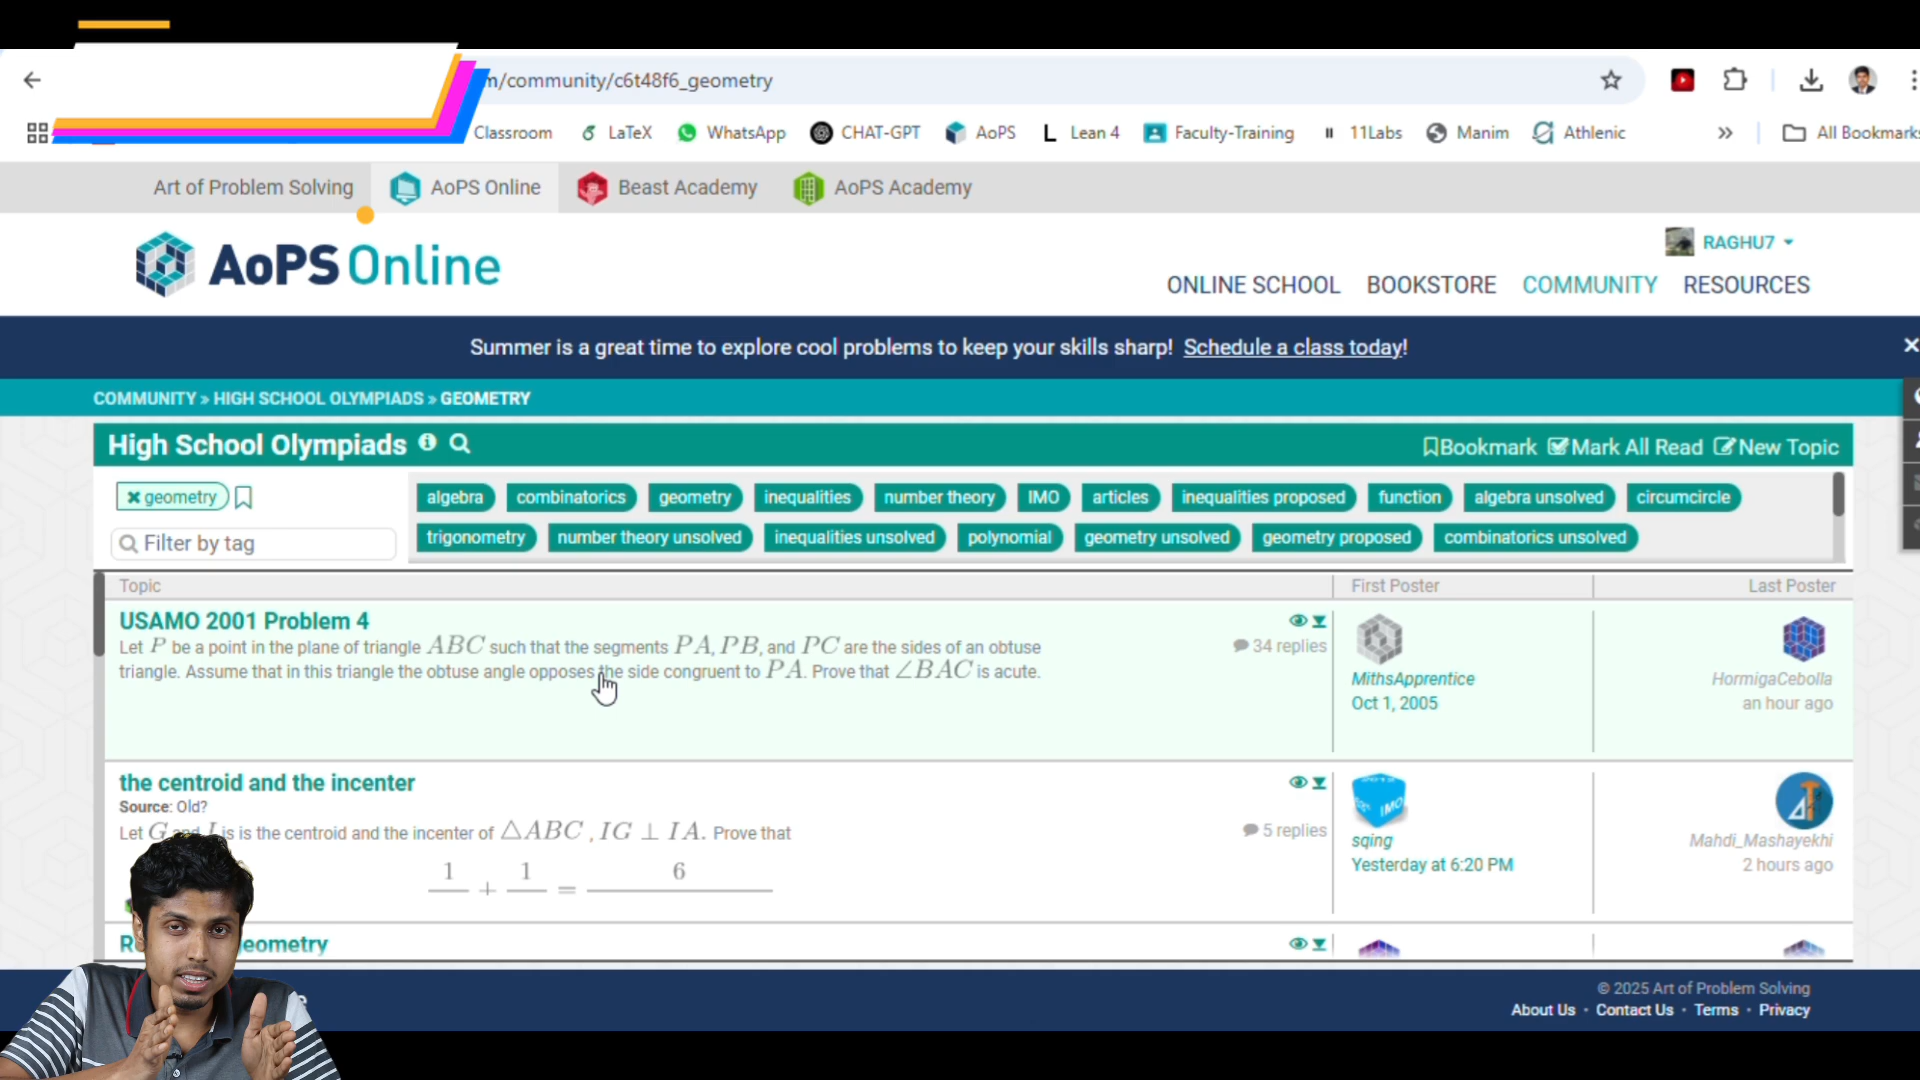 m/community/c6t48f6_geometry
Classroom LaTeX WhatsApp CHAT-GPT AoPS L Lean 4 Faculty-Training 11Labs Manim Athlenic » All Bookmarks
Art of Problem Solving AoPS Online Beast Academy AoPS Academy
AoPS Online
RAGHU7
ONLINE SCHOOL BOOKSTORE COMMUNITY RESOURCES
Summer is a great time to explore cool problems to keep your skills sharp! Schedule a class today!
COMMUNITY » HIGH SCHOOL OLYMPIADS » GEOMETRY
High School Olympiads Bookmark Mark All Read New Topic
geometry algebra combinatorics geometry inequalities number theory IMO articles inequalities proposed function algebra unsolved circumcircle
Filter by tag trigonometry number theory unsolved inequalities unsolved polynomial geometry unsolved geometry proposed combinatorics unsolved
Topic First Poster Last Poster
USAMO 2001 Problem 4
Let P be a point in the plane of triangle ABC such that the segments PA, PB, and PC are the sides of an obtuse
triangle. Assume that in this triangle the obtuse angle opposes the side congruent to PA. Prove that ∠BAC is acute.
34 replies
MithsApprentice
Oct 1, 2005
HormigaCebolla
an hour ago
the centroid and the incenter
Source: Old?
Let G and I is is the centroid and the incenter of △ABC, IG ⊥ IA. Prove that
1 + 1 = 6
5 replies
IMO
sqing
Yesterday at 6:20 PM
Mahdi_Mashayekhi
2 hours ago
eometry
© 2025 Art of Problem Solving
About Us • Contact Us • Terms • Privacy